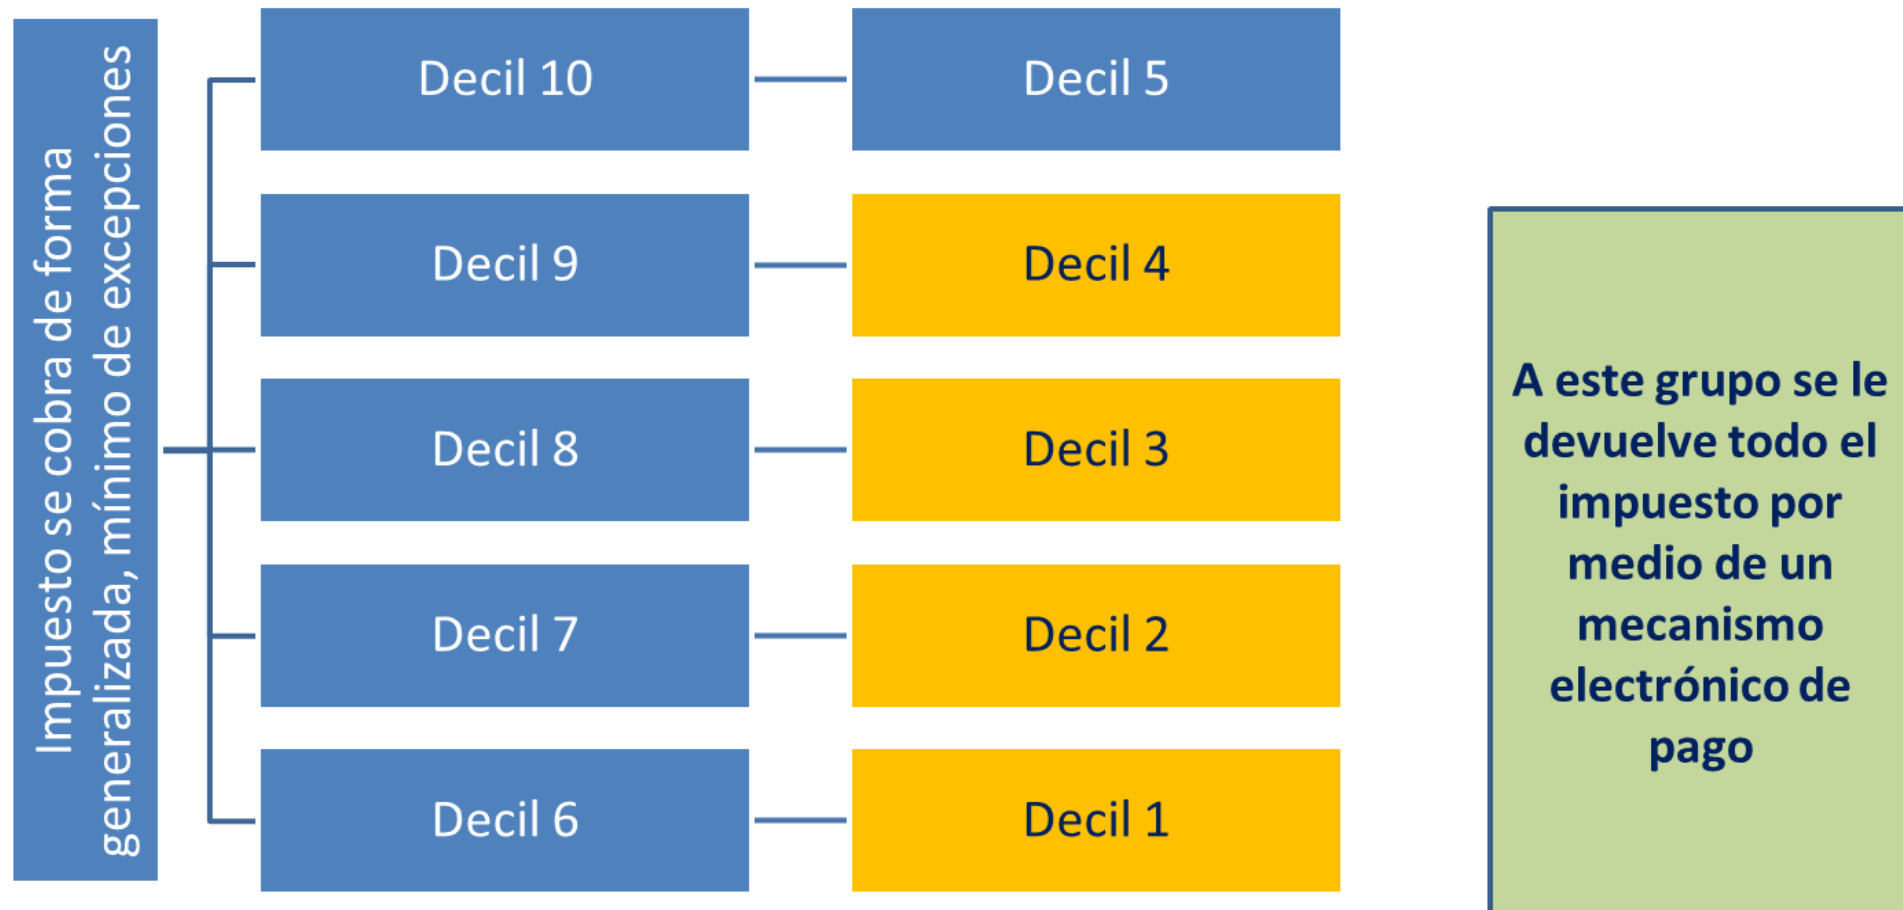 Impuesto se cobra de forma
generalizada, mínimo de excepciones
Decil 10
Decil 5
Decil 9
Decil 4
Decil 8
Decil 3
Decil 7
Decil 2
Decil 6
Decil 1
A este grupo se le
devuelve todo el
impuesto por
medio de un
mecanismo
electrónico de
pago